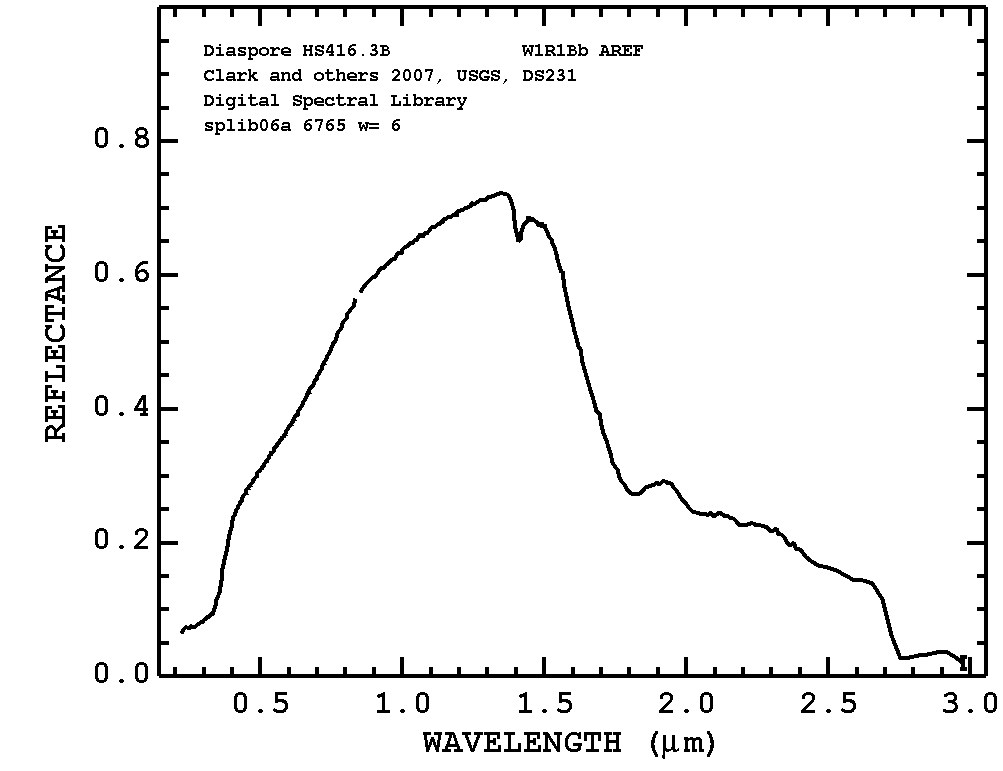 Diaspore HS416.3B W1R1Bb AREF
Clark and others 2007, USGS, DS231
Digital Spectral Library
splib06a 6765 w= 6
REFLECTANCE
0.8
0.6
0.4
0.2
0.0
0.5 1.0 1.5 2.0 2.5 3.0
WAVELENGTH (μm)